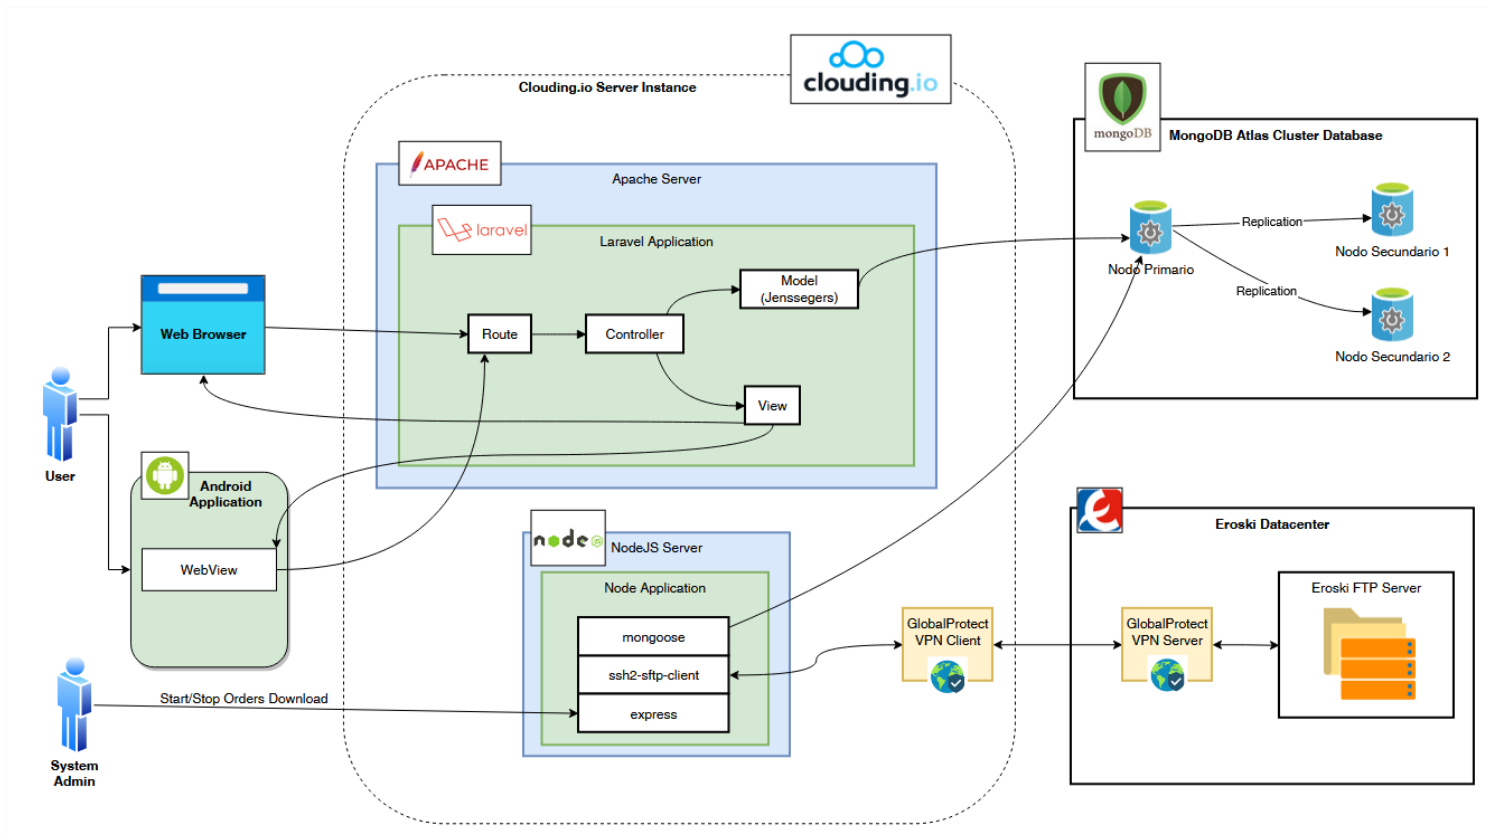 clouding.io
Clouding.io Server Instance
mongoDB
MongoDB Atlas Cluster Database
APACHE
Apache Server
laravel
Laravel Application
Model
(Jenssegers)
Route
Controller
View
Nodo Primario
Replication
Nodo Secundario 1
Replication
Nodo Secundario 2
Web Browser
User
Android
Application
WebView
node
JS
NodeJS Server
Node Application
mongoose
ssh2-sftp-client
express
GlobalProtect
VPN Client
Eroski Datacenter
GlobalProtect
VPN Server
Eroski FTP Server
Start/Stop Orders Download
System
Admin